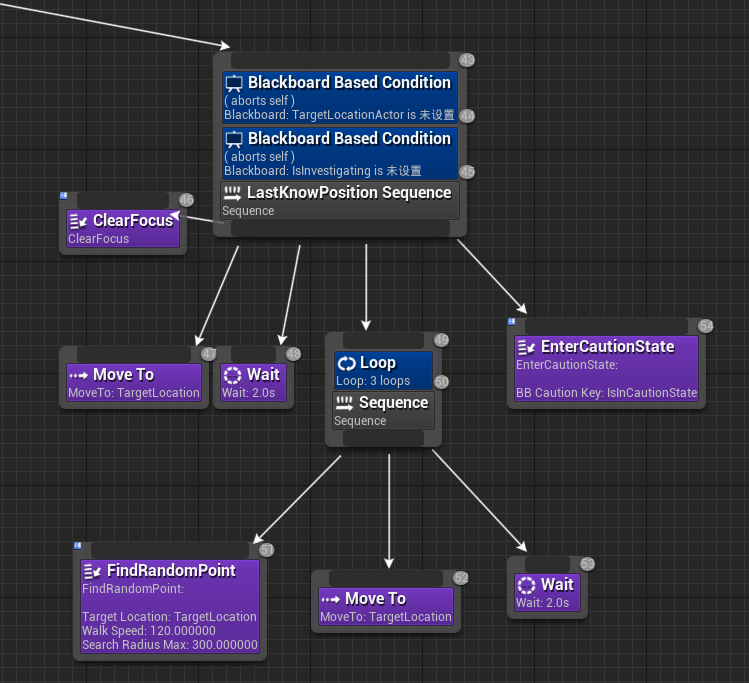 43
Blackboard Based Condition
( aborts self )
Blackboard: TargetLocationActor is 未设置
44
Blackboard Based Condition
( aborts self )
Blackboard: IsInvestigating is 未设置
45
LastKnowPosition Sequence
Sequence
46
ClearFocus
ClearFocus
47
Move To
MoveTo: TargetLocation
48
Wait
Wait: 2.0s
49
Loop
Loop: 3 loops
50
Sequence
Sequence
54
EnterCautionState
EnterCautionState:
BB Caution Key: IsInCautionState
51
FindRandomPoint
FindRandomPoint:
Target Location: TargetLocation
Walk Speed: 120.000000
Search Radius Max: 300.000000
52
Move To
MoveTo: TargetLocation
53
Wait
Wait: 2.0s